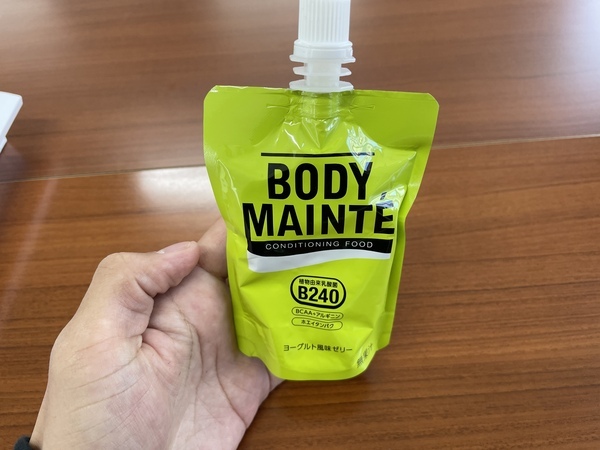 BODY
MAINTÉ
CONDITIONING FOOD
植物由来乳酸菌
B240
BCAA+アルギニン
ホエイタンパク
ヨーグルト風味 ゼリー